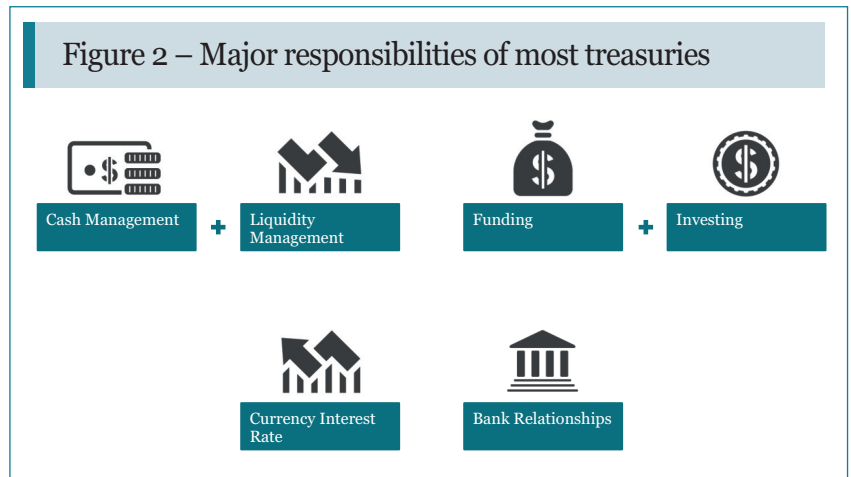 Figure 2 – Major responsibilities of most treasuries
$
$
$
Cash Management
+
Liquidity
Management
Funding
+
Investing
Currency Interest
Rate
Bank Relationships